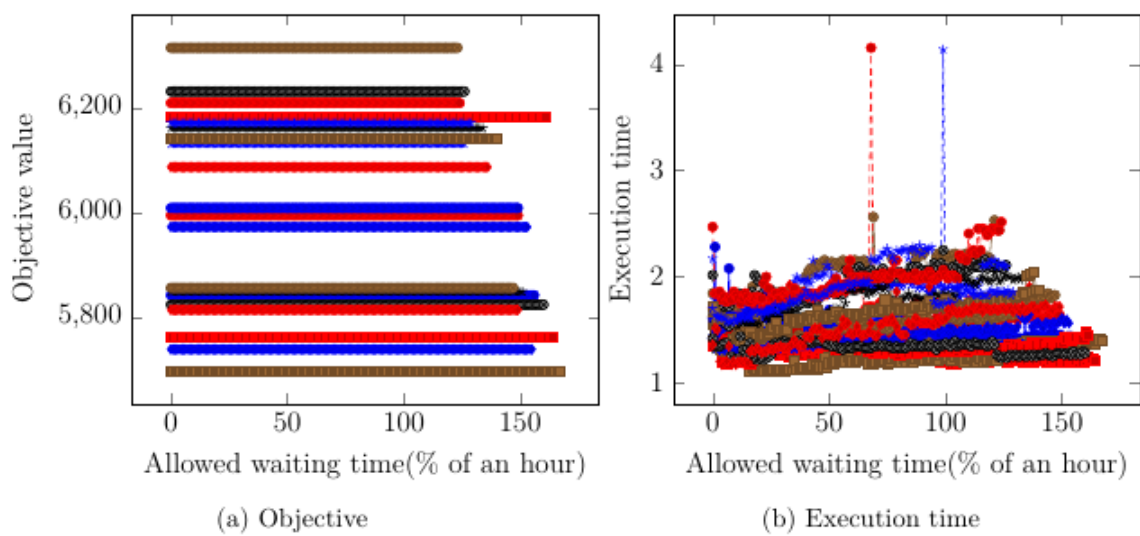 6,200
6,000
5,800
Objective value
0
50
100
150
Allowed waiting time(% of an hour)
(a) Objective
4
3
2
1
Execution time
0
50
100
150
Allowed waiting time(% of an hour)
(b) Execution time